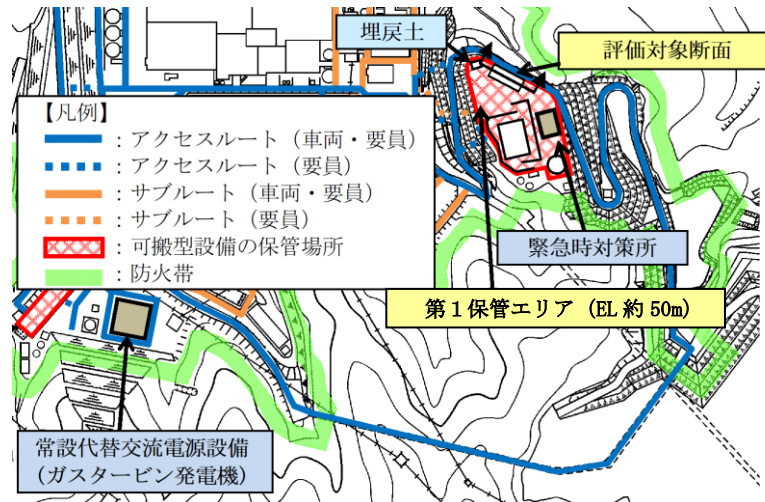 埋戻土
評価対象断面
【凡例】
：アクセスルート（車両・要員）
：アクセスルート（要員）
：サブルート（車両・要員）
：サブルート（要員）
：可搬型設備の保管場所
：防火帯
緊急時対策所
第１保管エリア（EL 約 50m）
常設代替交流電源設備
（ガスタービン発電機）